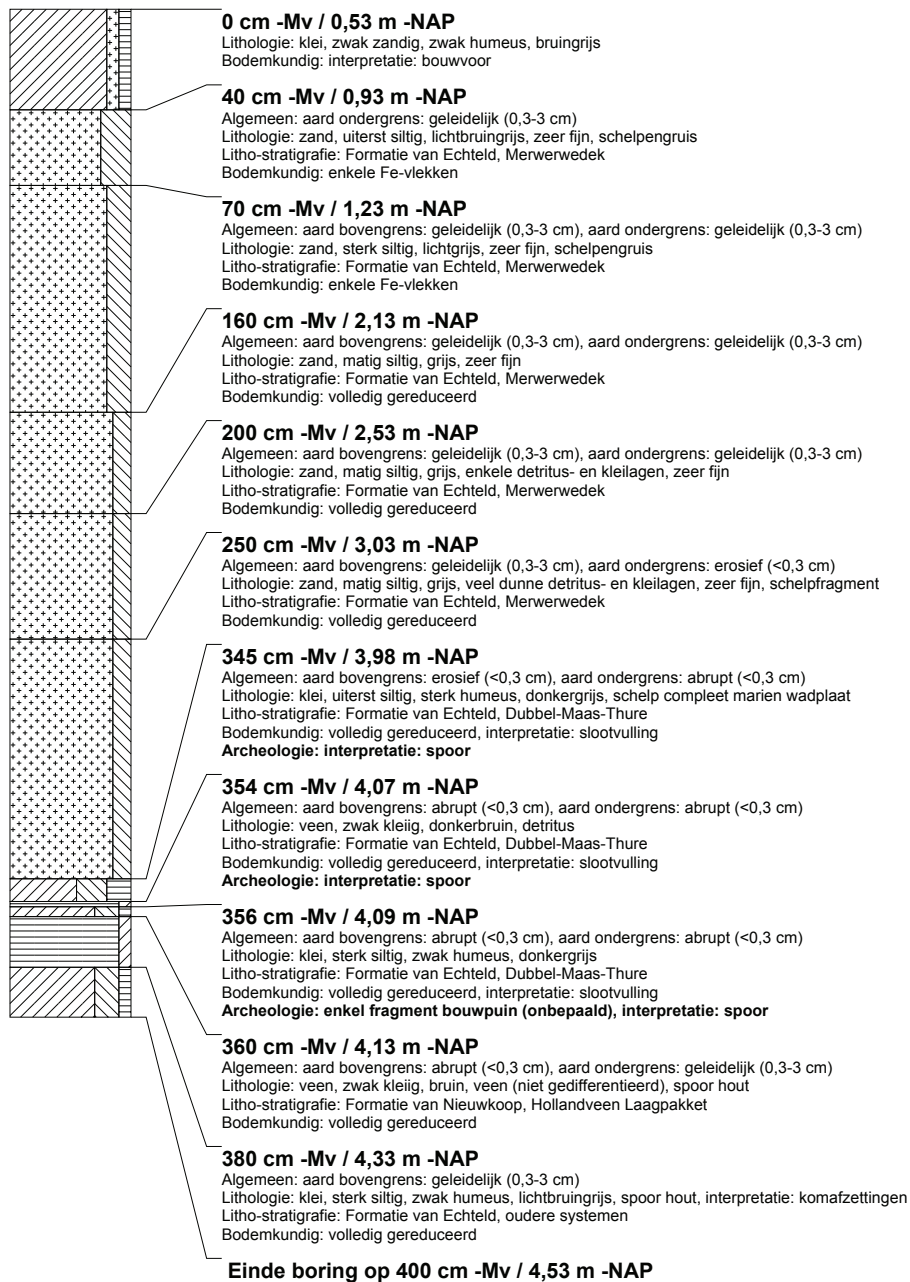 0 cm -Mv / 0,53 m -NAP
Lithologie: klei, zwak zandig, zwak humeus, bruingrijs
Bodemkundig: interpretatie: bouwvoor
40 cm -Mv / 0,93 m -NAP
Algemeen: aard ondergrens: geleidelijk (0,3-3 cm)
Lithologie: zand, uiterst siltig, lichtbruingrijs, zeer fijn, schelpengruis
Litho-stratigrafie: Formatie van Echteld, Merwerwedek
Bodemkundig: enkele Fe-vlekken
70 cm -Mv / 1,23 m -NAP
Algemeen: aard bovengrens: geleidelijk (0,3-3 cm), aard ondergrens: geleidelijk (0,3-3 cm)
Lithologie: zand, sterk siltig, lichtgrijs, zeer fijn, schelpengruis
Litho-stratigrafie: Formatie van Echteld, Merwerwedek
Bodemkundig: enkele Fe-vlekken
160 cm -Mv / 2,13 m -NAP
Algemeen: aard bovengrens: geleidelijk (0,3-3 cm), aard ondergrens: geleidelijk (0,3-3 cm)
Lithologie: zand, matig siltig, grijs, zeer fijn
Litho-stratigrafie: Formatie van Echteld, Merwerwedek
Bodemkundig: volledig gereduceerd
200 cm -Mv / 2,53 m -NAP
Algemeen: aard bovengrens: geleidelijk (0,3-3 cm), aard ondergrens: geleidelijk (0,3-3 cm)
Lithologie: zand, matig siltig, grijs, enkele detritus- en kleilagen, zeer fijn
Litho-stratigrafie: Formatie van Echteld, Merwerwedek
Bodemkundig: volledig gereduceerd
250 cm -Mv / 3,03 m -NAP
Algemeen: aard bovengrens: geleidelijk (0,3-3 cm), aard ondergrens: erosief (<0,3 cm)
Lithologie: zand, matig siltig, grijs, veel dunne detritus- en kleilagen, zeer fijn, schelpfragment
Litho-stratigrafie: Formatie van Echteld, Merwerwedek
Bodemkundig: volledig gereduceerd
345 cm -Mv / 3,98 m -NAP
Algemeen: aard bovengrens: erosief (<0,3 cm), aard ondergrens: abrupt (<0,3 cm)
Lithologie: klei, uiterst siltig, sterk humeus, donkergrijs, schelp compleet marien wadplaat
Litho-stratigrafie: Formatie van Echteld, Dubbel-Maas-Thure
Bodemkundig: volledig gereduceerd, interpretatie: slootvulling
Archeologie: interpretatie: spoor
354 cm -Mv / 4,07 m -NAP
Algemeen: aard bovengrens: abrupt (<0,3 cm), aard ondergrens: abrupt (<0,3 cm)
Lithologie: veen, zwak kleiig, donkerbruin, detritus
Litho-stratigrafie: Formatie van Echteld, Dubbel-Maas-Thure
Bodemkundig: volledig gereduceerd, interpretatie: slootvulling
Archeologie: interpretatie: spoor
356 cm -Mv / 4,09 m -NAP
Algemeen: aard bovengrens: abrupt (<0,3 cm), aard ondergrens: abrupt (<0,3 cm)
Lithologie: klei, sterk siltig, zwak humeus, donkergrijs
Litho-stratigrafie: Formatie van Echteld, Dubbel-Maas-Thure
Bodemkundig: volledig gereduceerd, interpretatie: slootvulling
Archeologie: enkel fragment bouwpuin (onbepaald), interpretatie: spoor
360 cm -Mv / 4,13 m -NAP
Algemeen: aard bovengrens: abrupt (<0,3 cm), aard ondergrens: geleidelijk (0,3-3 cm)
Lithologie: veen, zwak kleiig, bruin, veen (niet gedifferentieerd), spoor hout
Litho-stratigrafie: Formatie van Nieuwkoop, Hollandveen Laagpakket
Bodemkundig: volledig gereduceerd
380 cm -Mv / 4,33 m -NAP
Algemeen: aard bovengrens: geleidelijk (0,3-3 cm)
Lithologie: klei, sterk siltig, zwak humeus, lichtbruingrijs, spoor hout, interpretatie: komafzettingen
Litho-stratigrafie: Formatie van Echteld, oudere systemen
Bodemkundig: volledig gereduceerd
Einde boring op 400 cm -Mv / 4,53 m -NAP